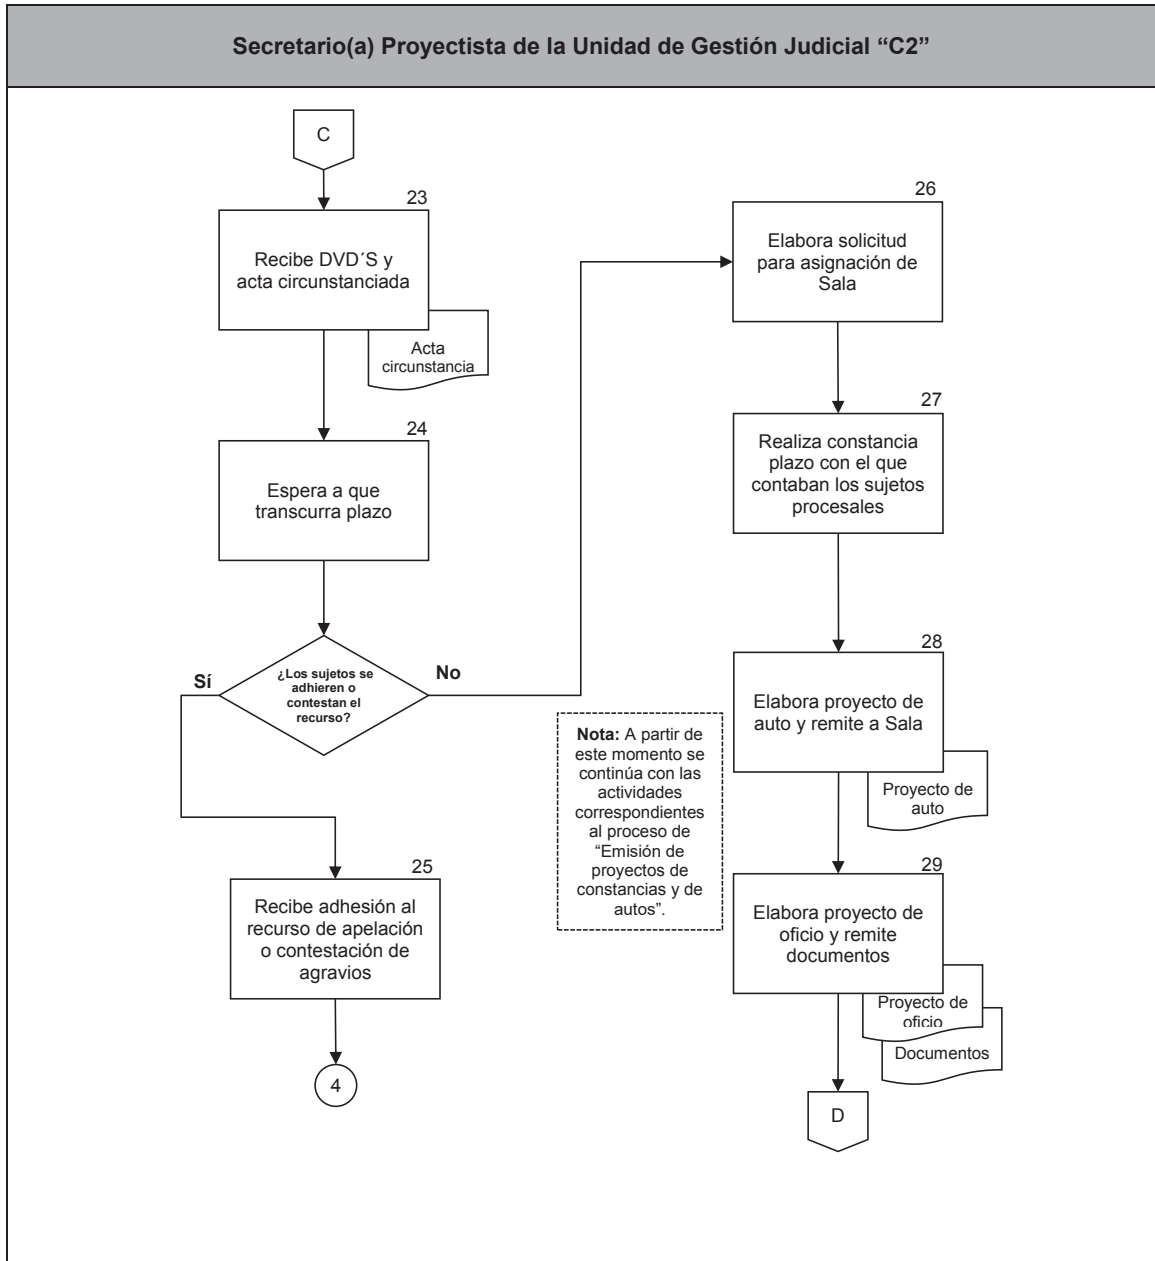 Secretario(a) Proyectista de la Unidad de Gestión Judicial “C2”
C
23
Recibe DVD´S y
acta circunstanciada
Acta
circunstancia
24
Espera a que
transcurra plazo
¿Los sujetos se
adhieren o
contestan el
recurso?
Sí
No
25
Recibe adhesión al
recurso de apelación
o contestación de
agravios
4
26
Elabora solicitud
para asignación de
Sala
27
Realiza constancia
plazo con el que
contaban los sujetos
procesales
28
Elabora proyecto de
auto y remite a Sala
Proyecto de
auto
Nota: A partir de
este momento se
continúa con las
actividades
correspondientes
al proceso de
“Emisión de
proyectos de
constancias y de
autos”.
29
Elabora proyecto de
oficio y remite
documentos
Proyecto de
oficio
Documentos
D